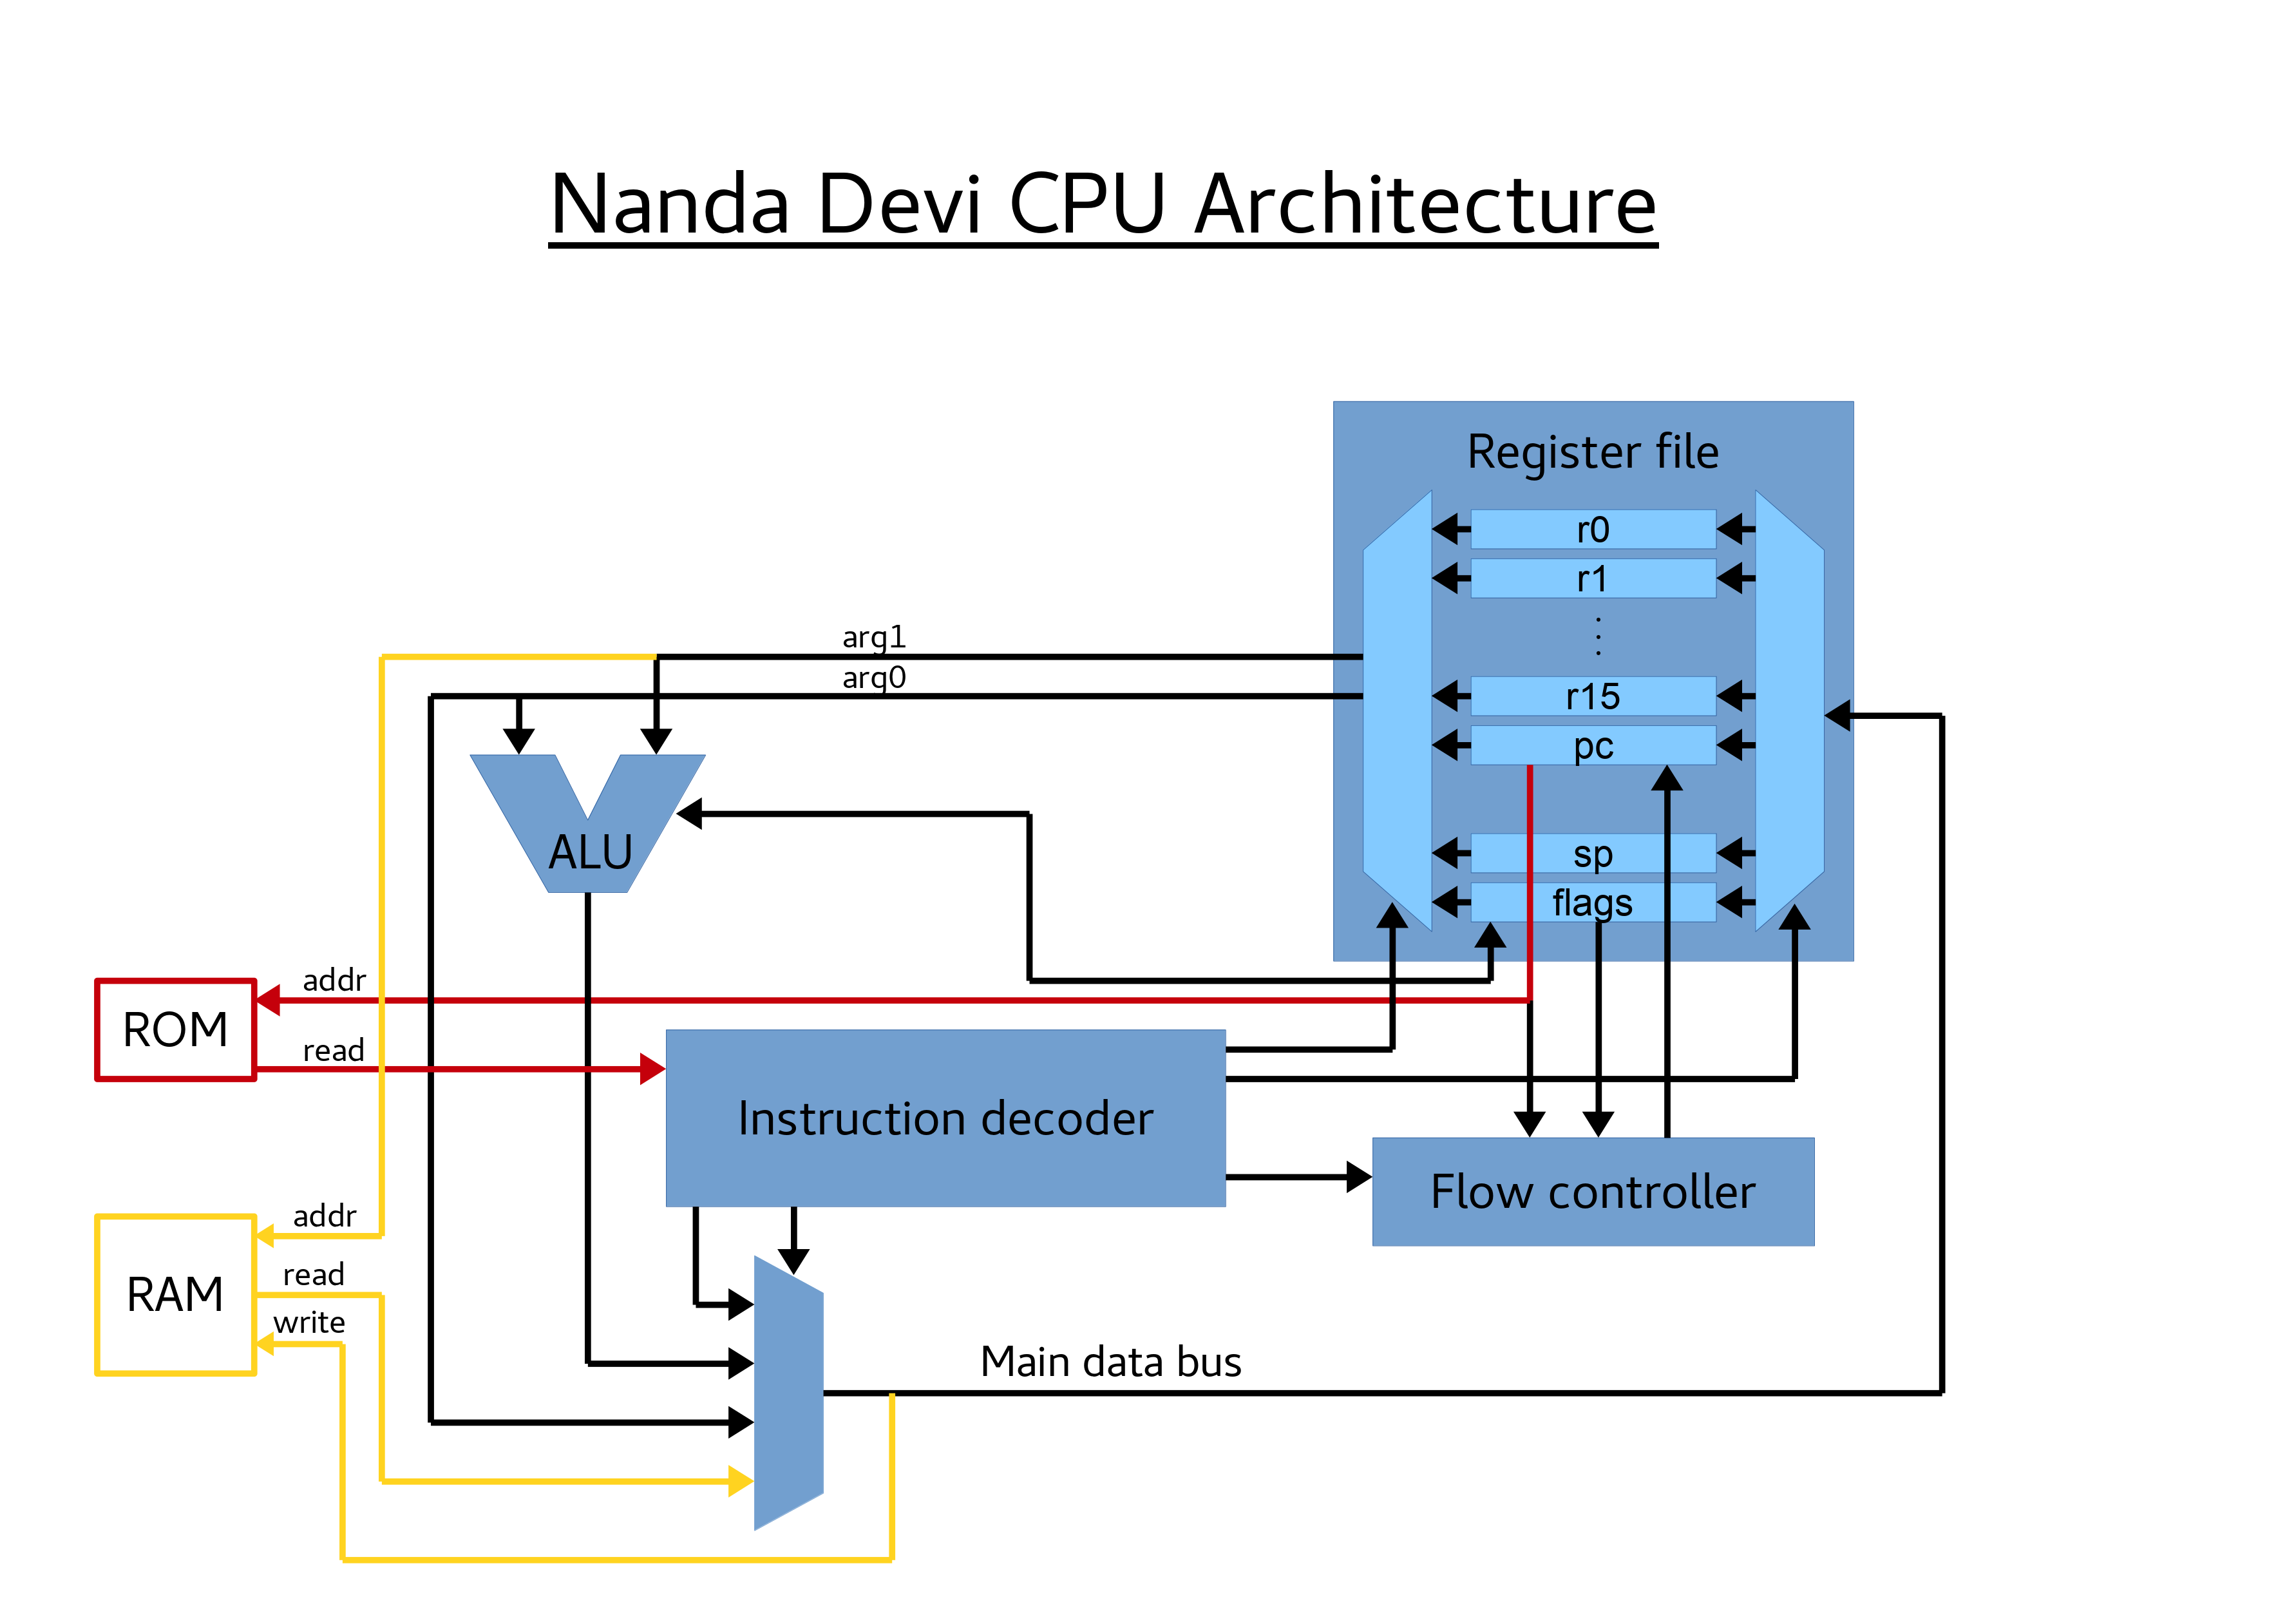 Nanda Devi CPU Architecture
Register file
r0
r1
⋮
r15
pc
sp
flags
arg1
arg0
ALU
addr
ROM
read
Instruction decoder
Flow controller
addr
read
RAM
write
Main data bus